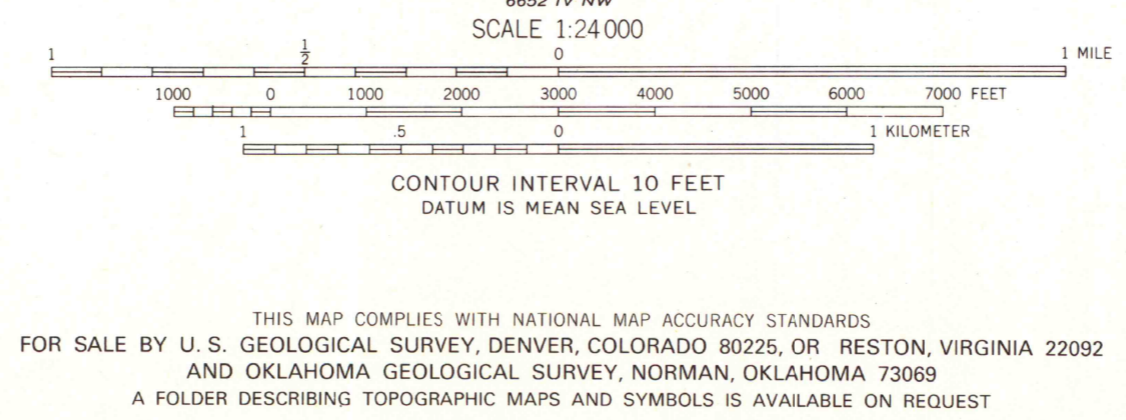 6652 IV NW
SCALE 1:24 000
1 1/2 0 1 MILE
1000 0 1000 2000 3000 4000 5000 6000 7000 FEET
1 .5 0 1 KILOMETER
CONTOUR INTERVAL 10 FEET
DATUM IS MEAN SEA LEVEL
THIS MAP COMPLIES WITH NATIONAL MAP ACCURACY STANDARDS
FOR SALE BY U. S. GEOLOGICAL SURVEY, DENVER, COLORADO 80225, OR RESTON, VIRGINIA 22092
AND OKLAHOMA GEOLOGICAL SURVEY, NORMAN, OKLAHOMA 73069
A FOLDER DESCRIBING TOPOGRAPHIC MAPS AND SYMBOLS IS AVAILABLE ON REQUEST